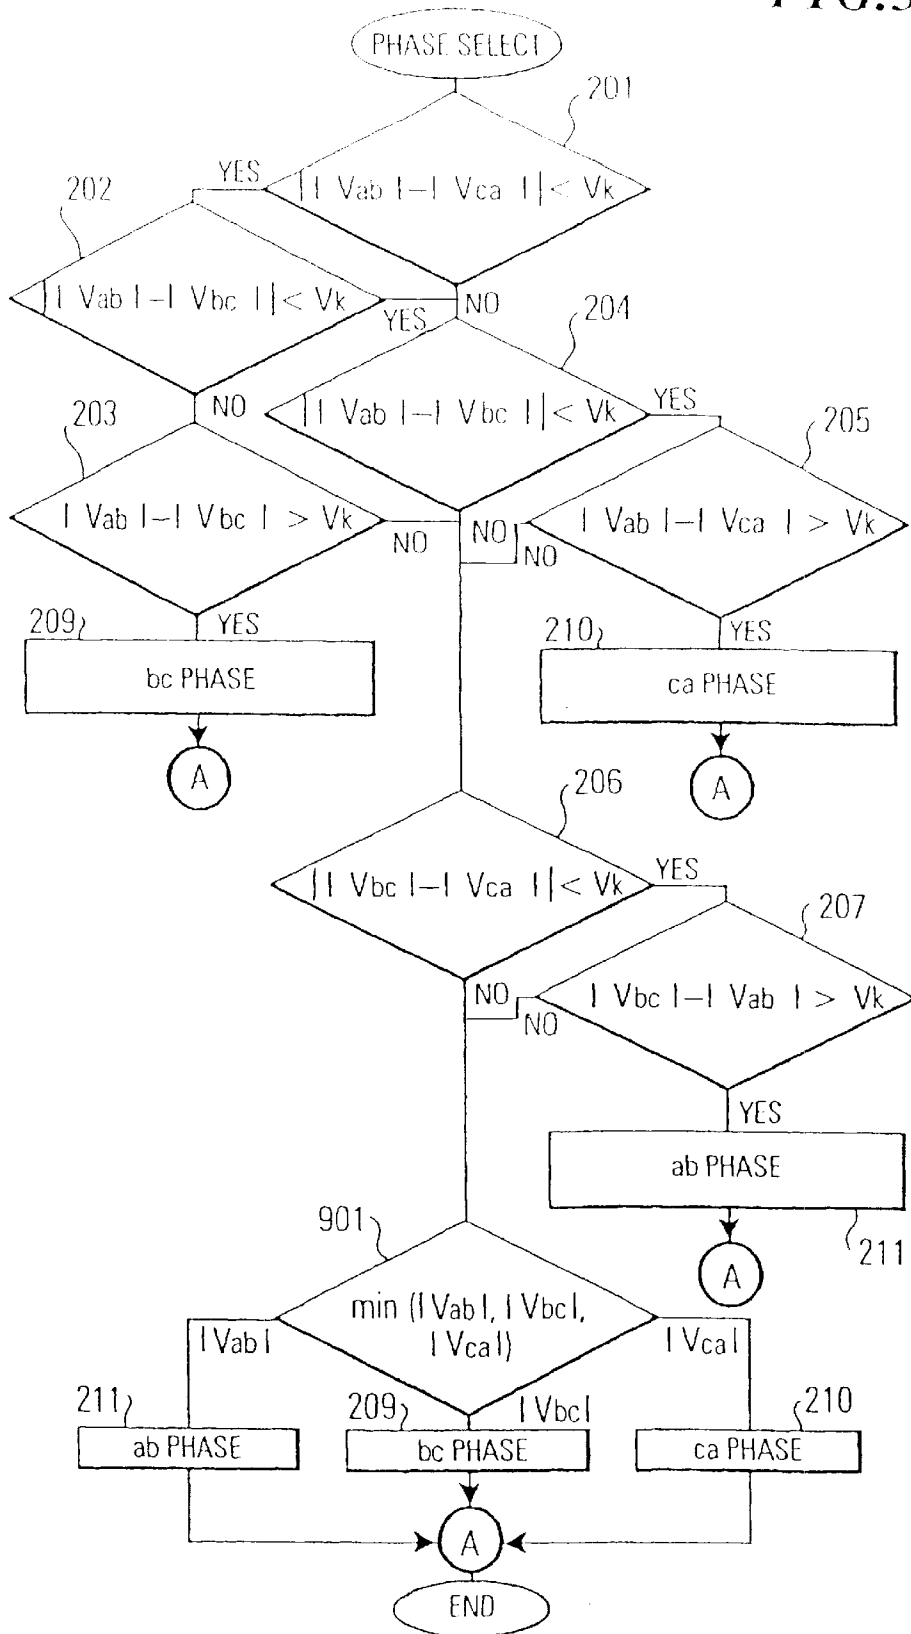 PHASE SELECT
201
YES
| | Vab | - | Vca | | < Vk
202
| | Vab | - | Vbc | | < Vk
YES
NO
204
NO
| | Vab | - | Vbc | | < Vk
YES
203
205
| Vab | - | Vbc | > Vk
NO
NO
NO
| Vab | - | Vca | > Vk
YES
YES
209
bc PHASE
210
ca PHASE
A
A
206
| | Vbc | - | Vca | | < Vk
YES
207
NO
NO
| Vbc | - | Vab | > Vk
YES
ab PHASE
211
A
901
min (| Vab |, | Vbc |,
| Vca |)
| Vab |
| Vca |
| Vbc |
211
ab PHASE
209
bc PHASE
210
ca PHASE
A
END